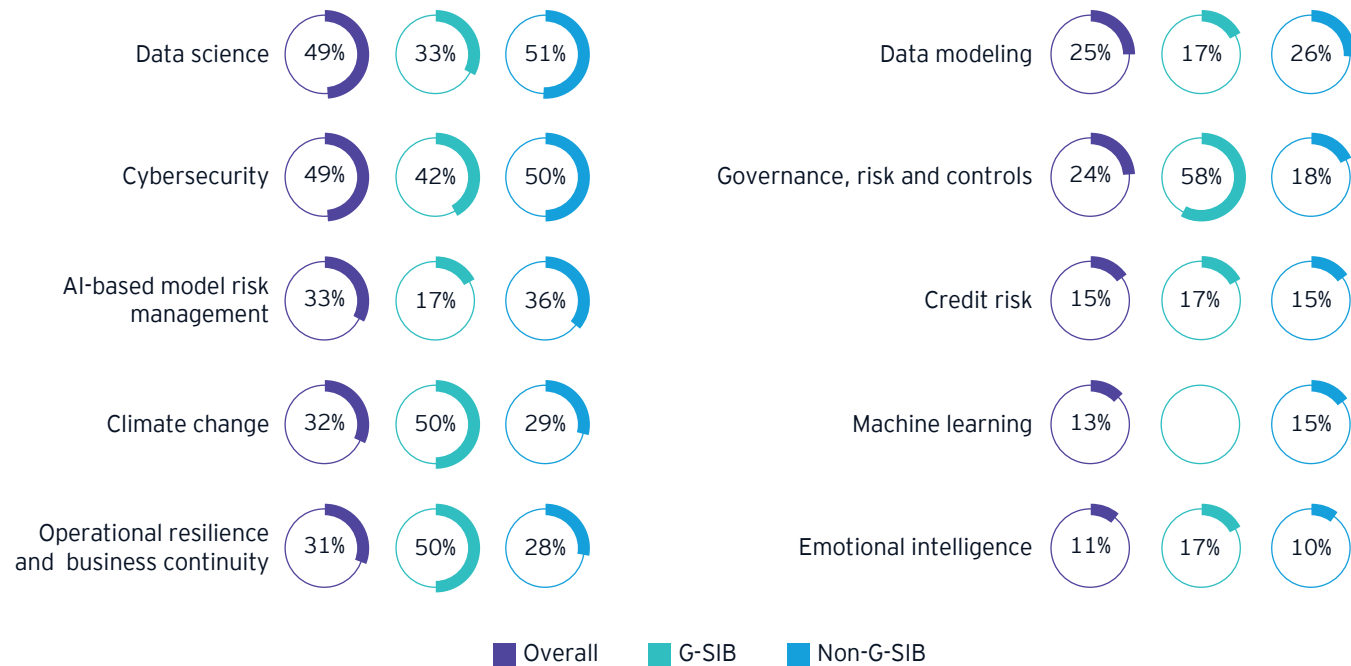 Data science 49% 33% 51%
Cybersecurity 49% 42% 50%
AI-based model risk
management 33% 17% 36%
Climate change 32% 50% 29%
Operational resilience
and business continuity 31% 50% 28%
Data modeling 25% 17% 26%
Governance, risk and controls 24% 58% 18%
Credit risk 15% 17% 15%
Machine learning 13% 15%
Emotional intelligence 11% 17% 10%
Overall G-SIB Non-G-SIB